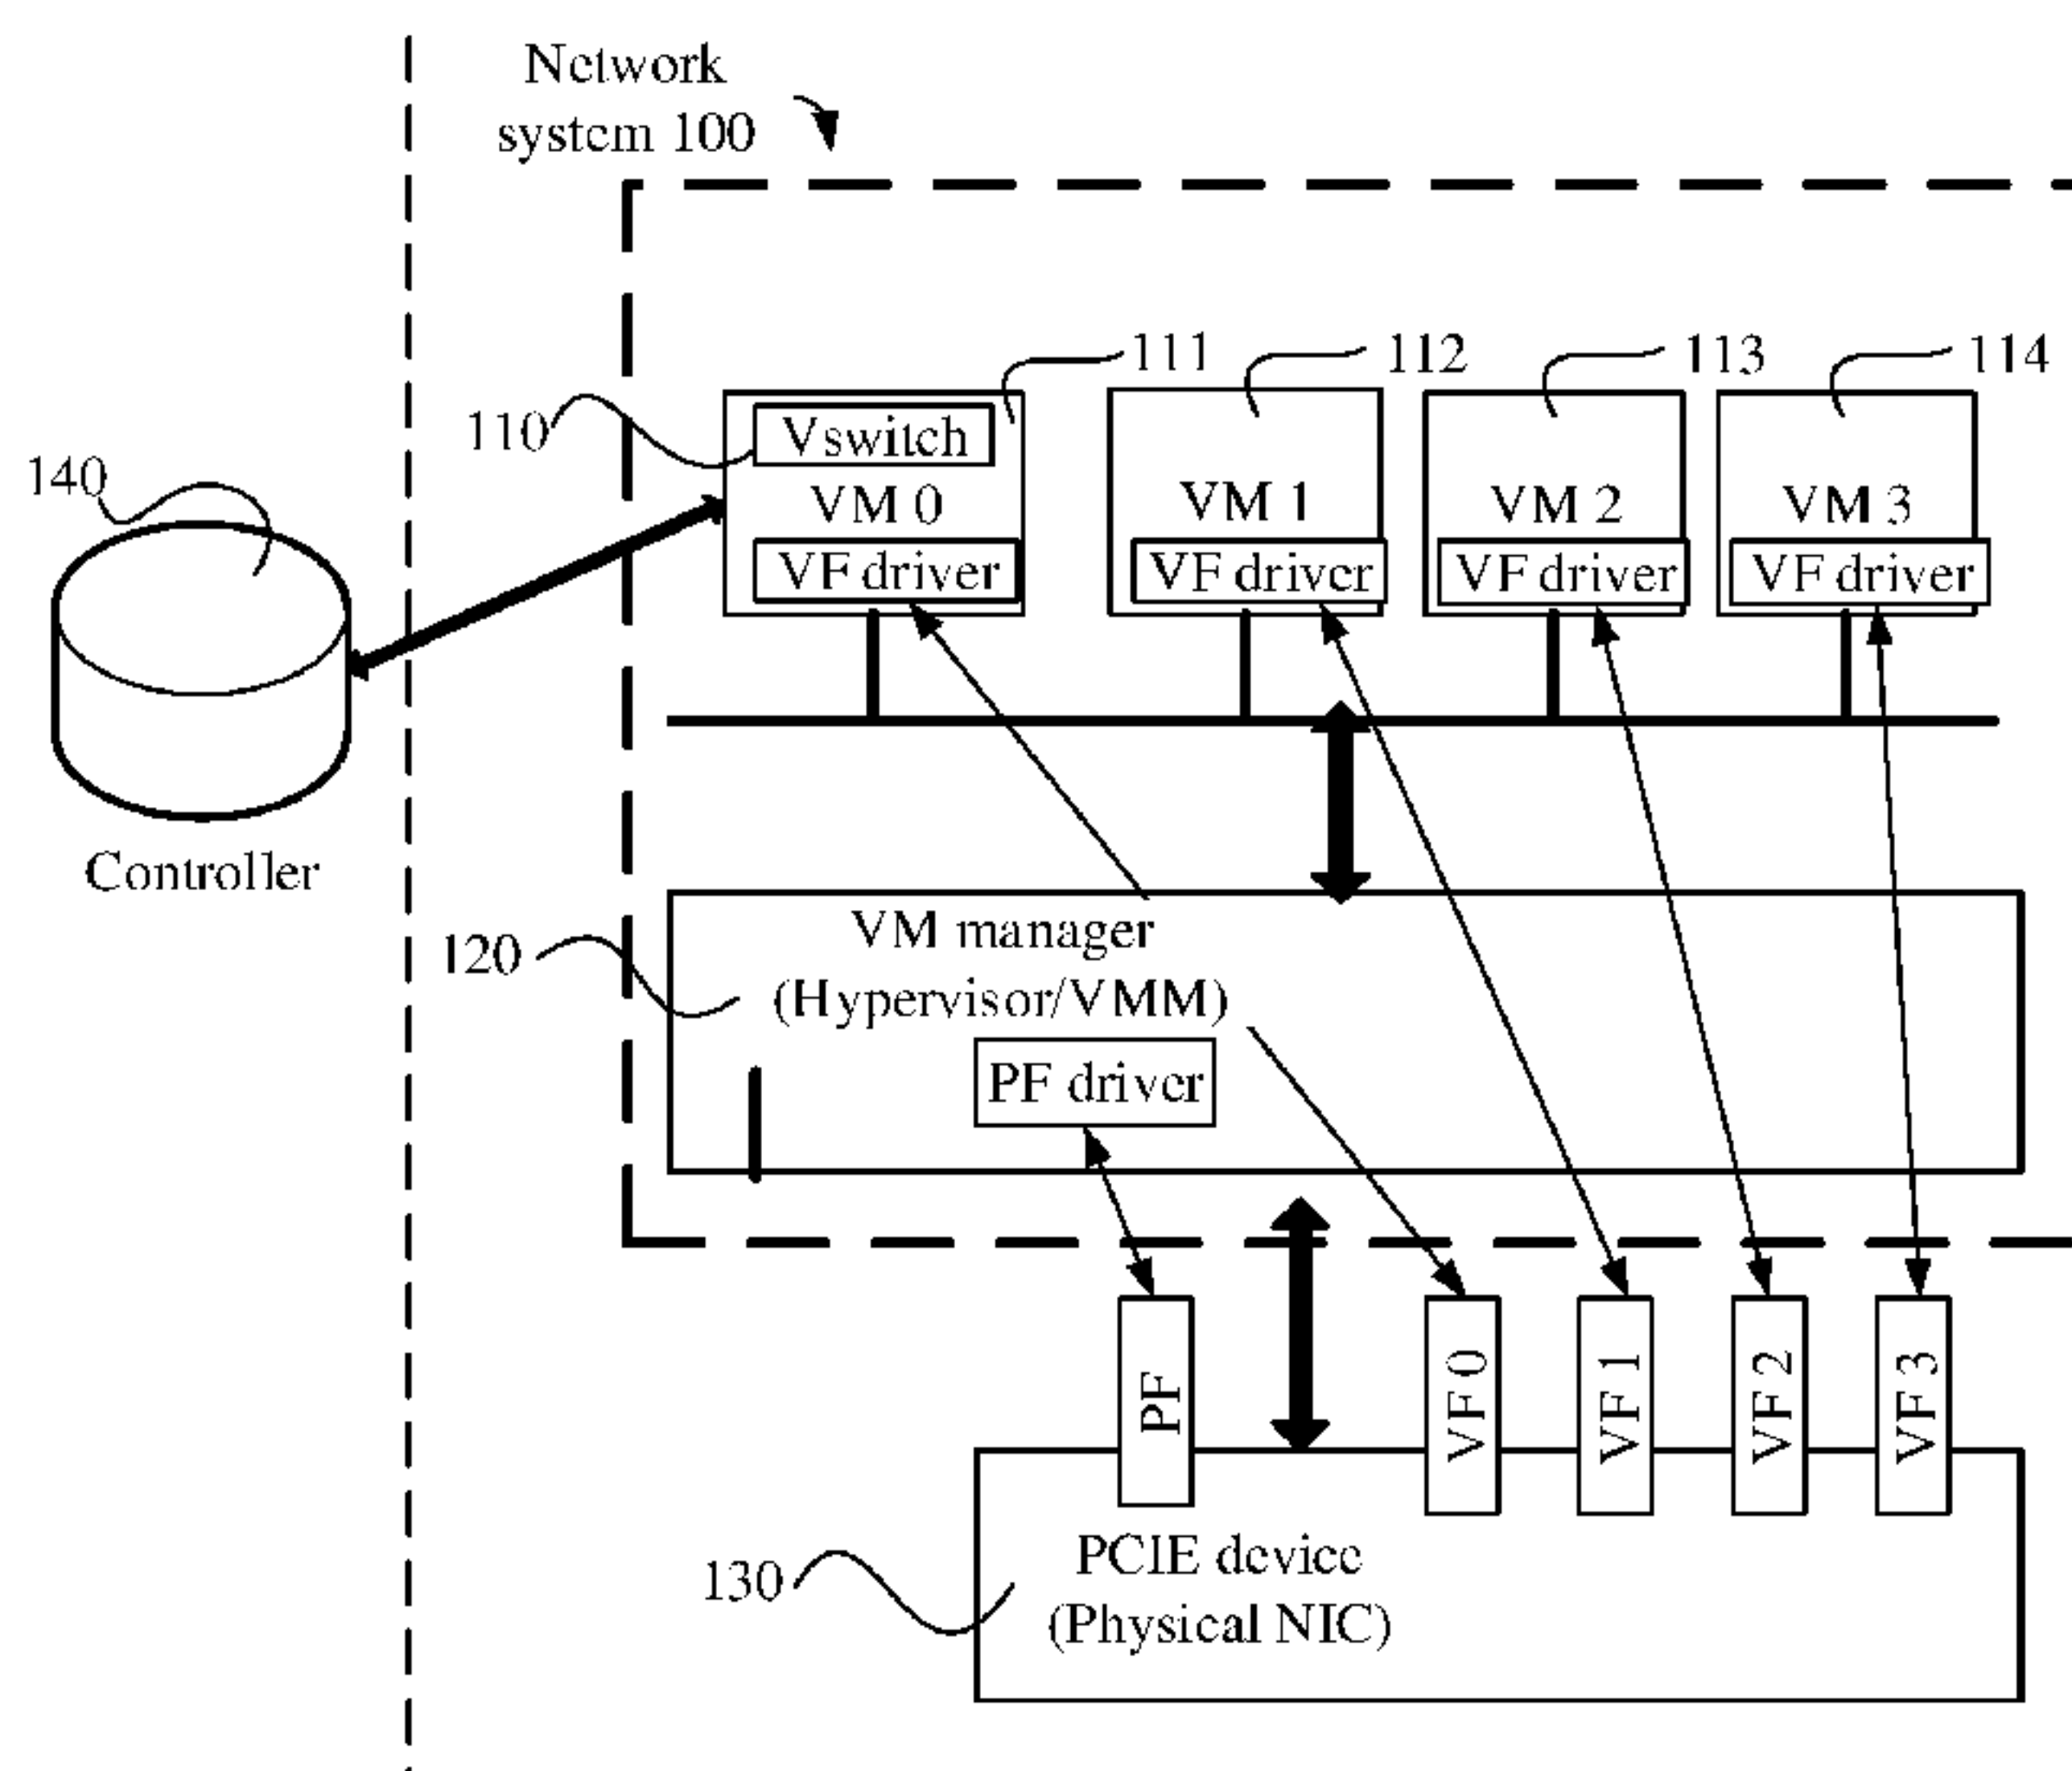 Network
system 100
111
112
113
114
110
Vswitch
VM 0
VF driver
VM 1
VF driver
VM 2
VF driver
VM 3
VF driver
140
Controller
120
VM manager
(Hypervisor/VMM)
PF driver
PF
VF 0
VF 1
VF 2
VF 3
130
PCIE device
(Physical NIC)